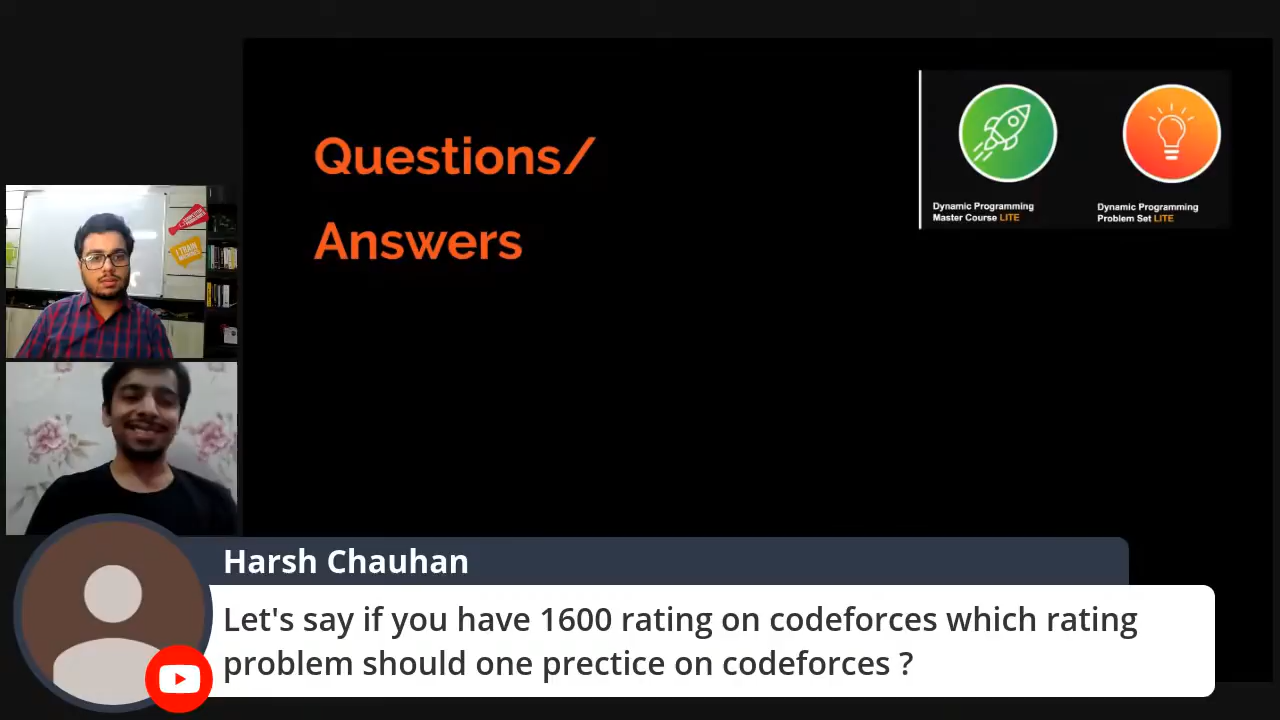 Questions/
Answers
Dynamic Programming
Master Course LITE
Dynamic Programming
Problem Set LITE
Harsh Chauhan
Let's say if you have 1600 rating on codeforces which rating
problem should one prectice on codeforces ?